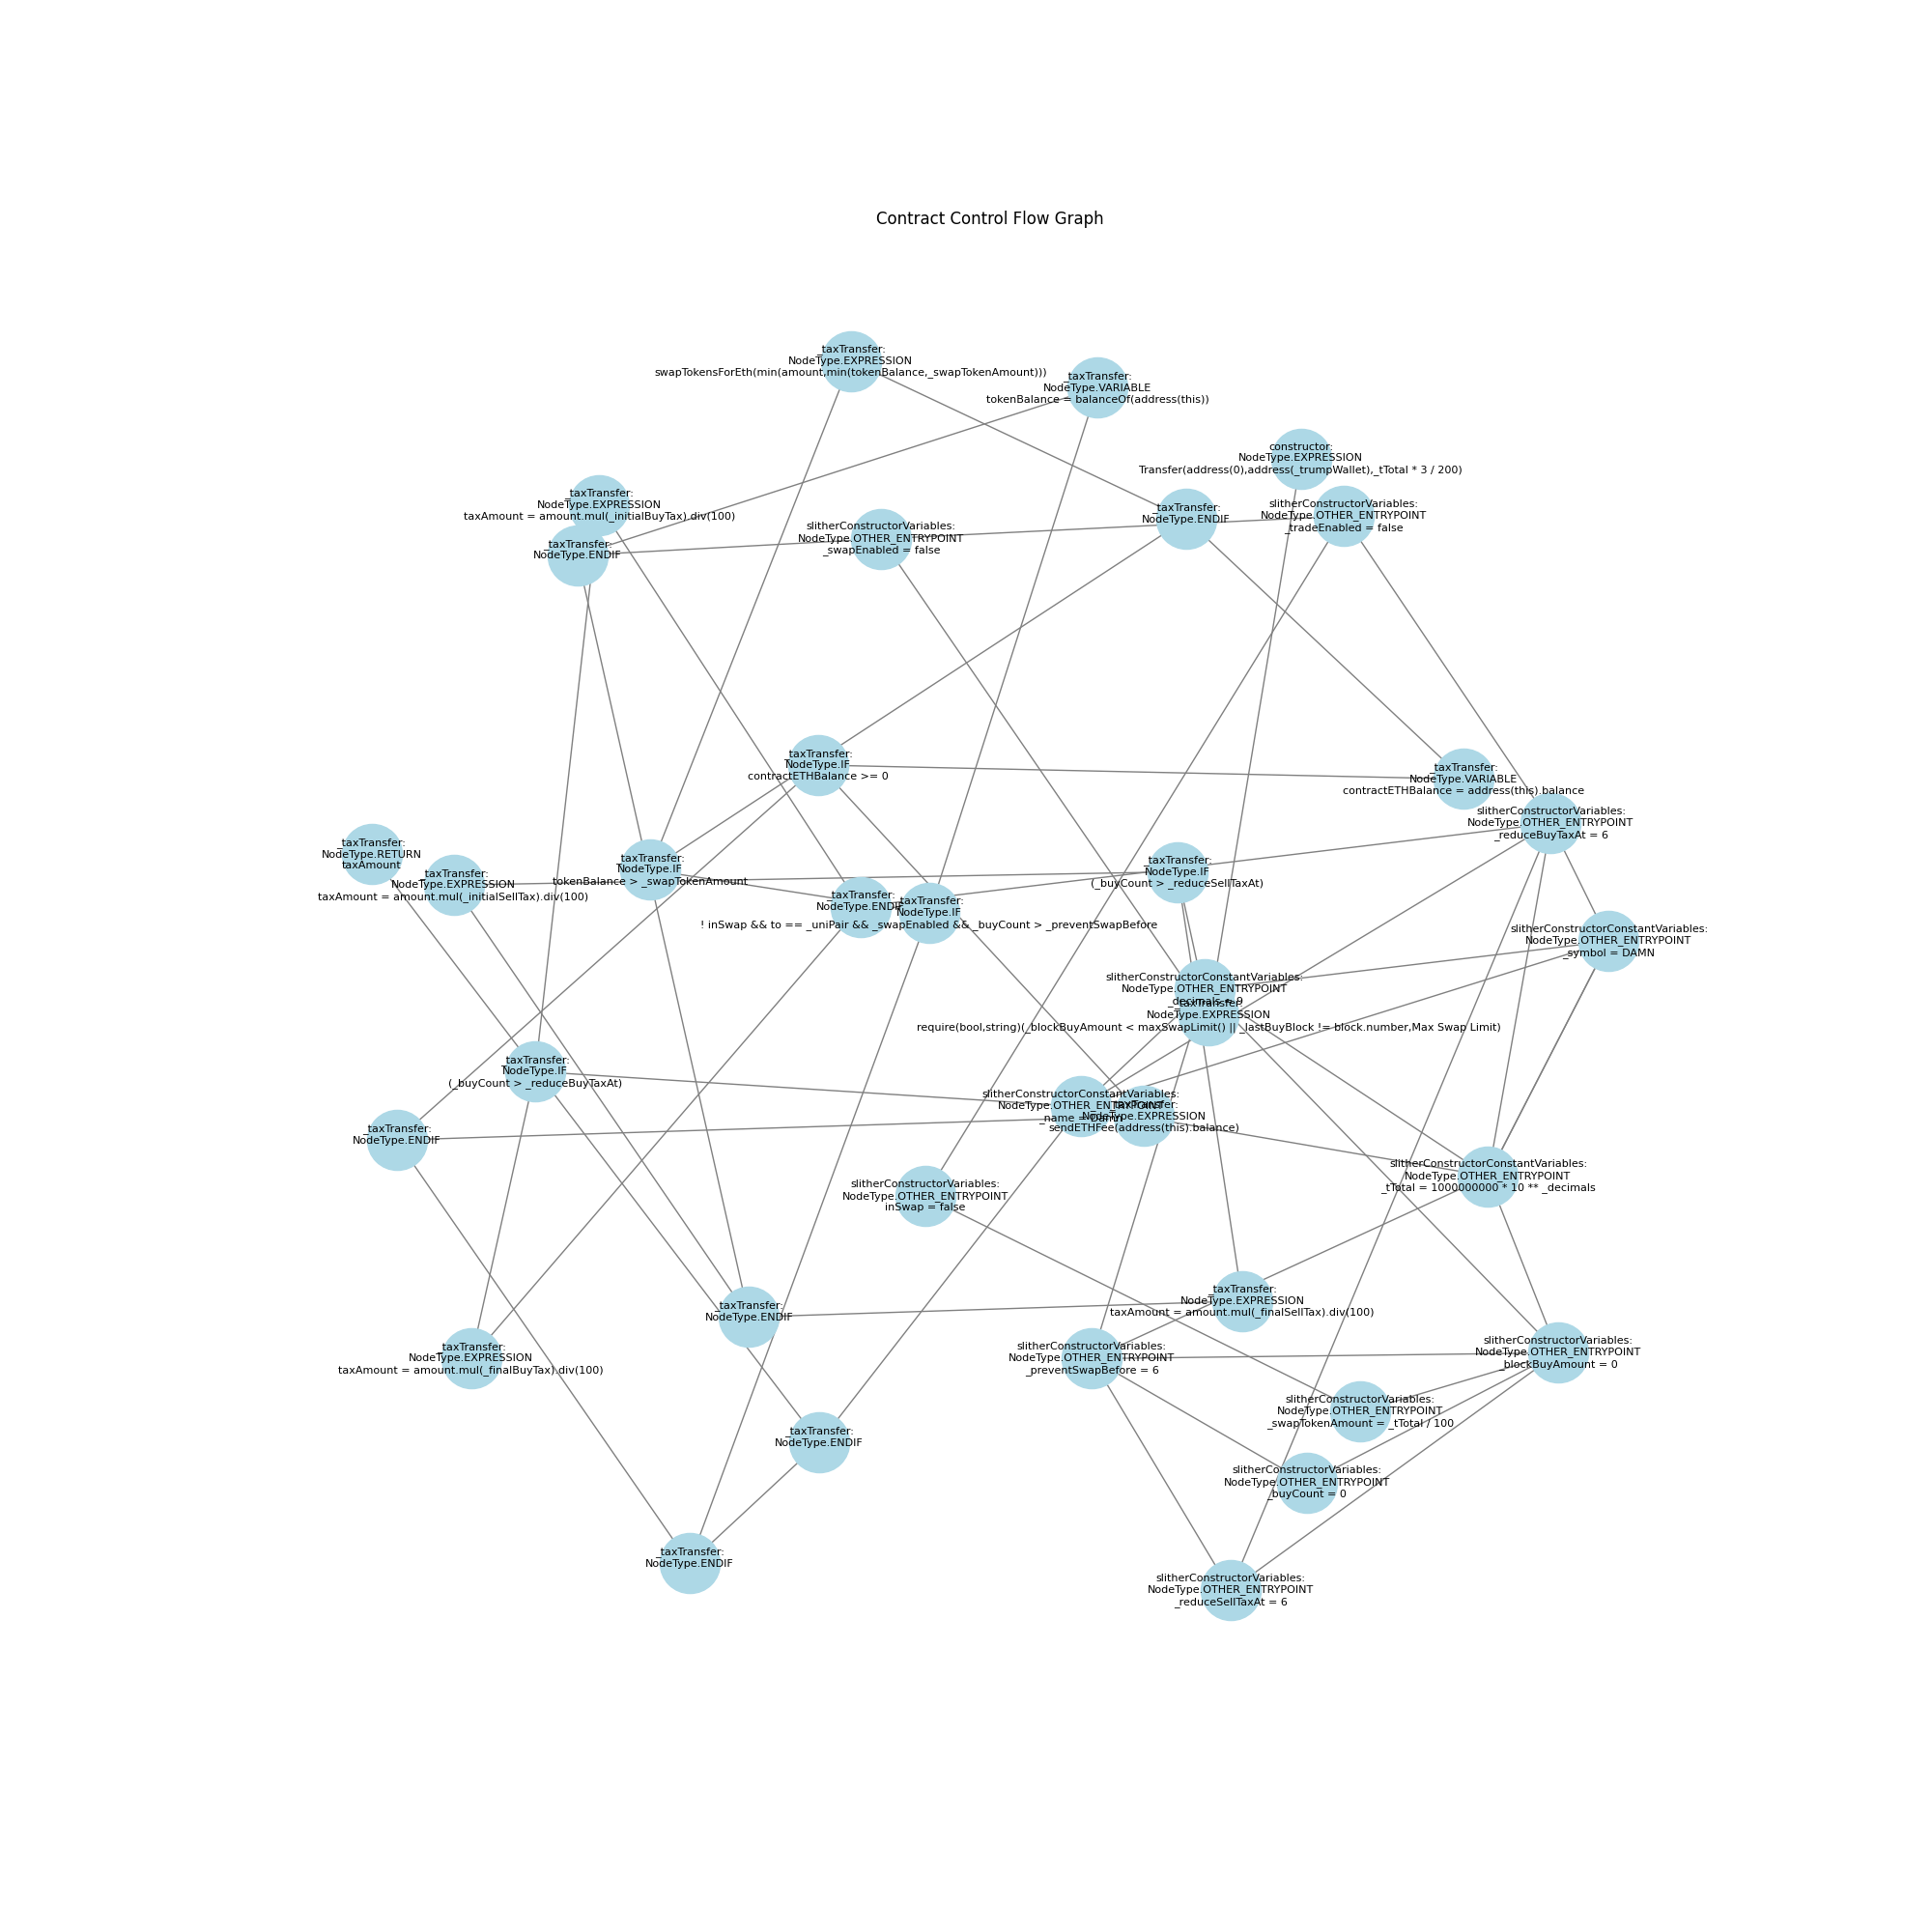 Contract Control Flow Graph
_taxTransfer:
NodeType.EXPRESSION
swapTokensForEth(min(amount,min(tokenBalance,_swapTokenAmount)))
_taxTransfer:
NodeType.VARIABLE
tokenBalance = balanceOf(address(this))
constructor:
NodeType.EXPRESSION
Transfer(address(0),address(_trumpWallet),_tTotal * 3 / 200)
_taxTransfer:
NodeType.EXPRESSION
taxAmount = amount.mul(_initialBuyTax).div(100)
_taxTransfer:
NodeType.ENDIF
slitherConstructorVariables:
NodeType.OTHER_ENTRYPOINT
_swapEnabled = false
_taxTransfer:
NodeType.ENDIF
slitherConstructorVariables:
NodeType.OTHER_ENTRYPOINT
_tradeEnabled = false
_taxTransfer:
NodeType.IF
contractETHBalance >= 0
_taxTransfer:
NodeType.VARIABLE
contractETHBalance = address(this).balance
slitherConstructorVariables:
NodeType.OTHER_ENTRYPOINT
_reduceBuyTaxAt = 6
_taxTransfer:
NodeType.RETURN
taxAmount
_taxTransfer:
NodeType.EXPRESSION
taxAmount = amount.mul(_initialSellTax).div(100)
_taxTransfer:
NodeType.IF
tokenBalance > _swapTokenAmount
_taxTransfer:
NodeType.IF
(_buyCount > _reduceSellTaxAt)
_taxTransfer:
NodeType.ENDIF
_taxTransfer:
NodeType.IF
! inSwap && to == _uniPair && _swapEnabled && _buyCount > _preventSwapBefore
slitherConstructorConstantVariables:
NodeType.OTHER_ENTRYPOINT
_symbol = DAMN
slitherConstructorConstantVariables:
NodeType.OTHER_ENTRYPOINT
_decimals = 9
_taxTransfer:
NodeType.EXPRESSION
require(bool,string)(_blockBuyAmount < maxSwapLimit() || _lastBuyBlock != block.number,Max Swap Limit)
_taxTransfer:
NodeType.IF
(_buyCount > _reduceBuyTaxAt)
slitherConstructorConstantVariables:
NodeType.OTHER_ENTRYPOINT
_name = Damn
_taxTransfer:
NodeType.EXPRESSION
sendETHFee(address(this).balance)
_taxTransfer:
NodeType.ENDIF
slitherConstructorConstantVariables:
NodeType.OTHER_ENTRYPOINT
_tTotal = 1000000000 * 10 ** _decimals
slitherConstructorVariables:
NodeType.OTHER_ENTRYPOINT
inSwap = false
_taxTransfer:
NodeType.EXPRESSION
taxAmount = amount.mul(_finalSellTax).div(100)
_taxTransfer:
NodeType.ENDIF
_taxTransfer:
NodeType.EXPRESSION
taxAmount = amount.mul(_finalBuyTax).div(100)
slitherConstructorVariables:
NodeType.OTHER_ENTRYPOINT
_preventSwapBefore = 6
slitherConstructorVariables:
NodeType.OTHER_ENTRYPOINT
_blockBuyAmount = 0
slitherConstructorVariables:
NodeType.OTHER_ENTRYPOINT
_swapTokenAmount = _tTotal / 100
_taxTransfer:
NodeType.ENDIF
slitherConstructorVariables:
NodeType.OTHER_ENTRYPOINT
_buyCount = 0
_taxTransfer:
NodeType.ENDIF
slitherConstructorVariables:
NodeType.OTHER_ENTRYPOINT
_reduceSellTaxAt = 6